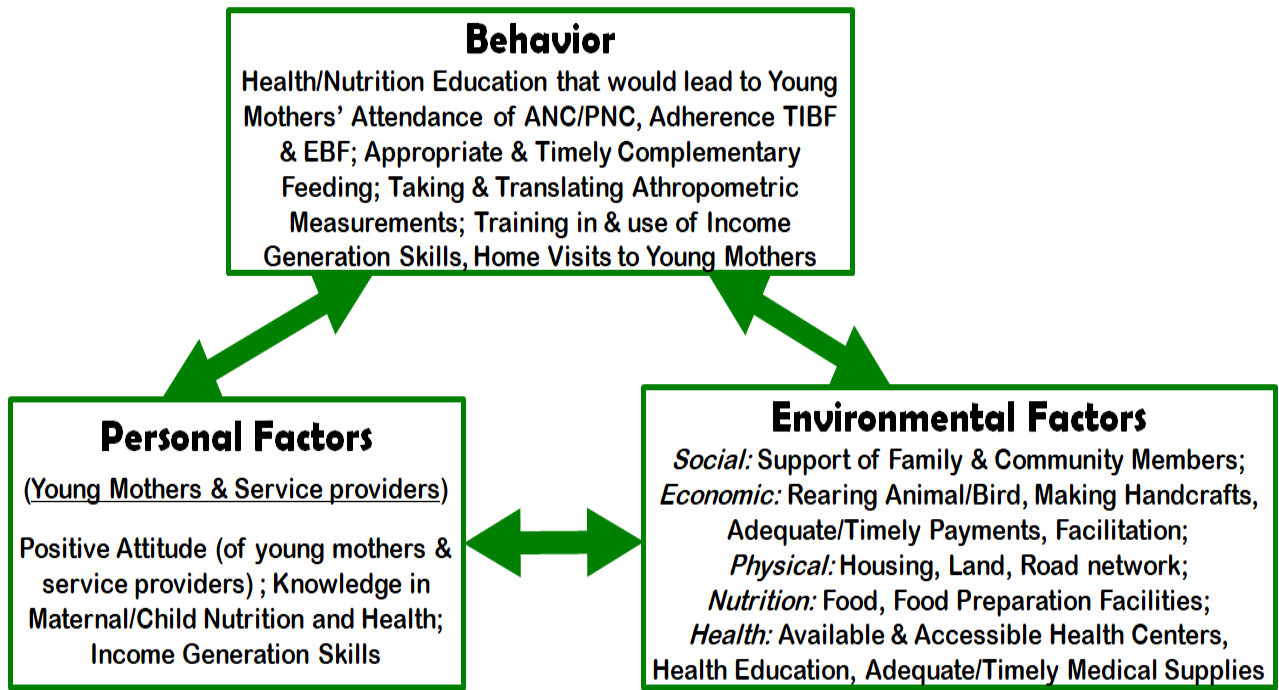 Behavior
Health/Nutrition Education that would lead to Young
Mothers’ Attendance of ANC/PNC, Adherence TIBF
& EBF; Appropriate & Timely Complementary
Feeding; Taking & Translating Athropometric
Measurements; Training in & use of Income
Generation Skills, Home Visits to Young Mothers
Personal Factors
(Young Mothers & Service providers)
Positive Attitude (of young mothers &
service providers) ; Knowledge in
Maternal/Child Nutrition and Health;
Income Generation Skills
Environmental Factors
Social: Support of Family & Community Members;
Economic: Rearing Animal/Bird, Making Handcrafts,
Adequate/Timely Payments, Facilitation;
Physical: Housing, Land, Road network;
Nutrition: Food, Food Preparation Facilities;
Health: Available & Accessible Health Centers,
Health Education, Adequate/Timely Medical Supplies